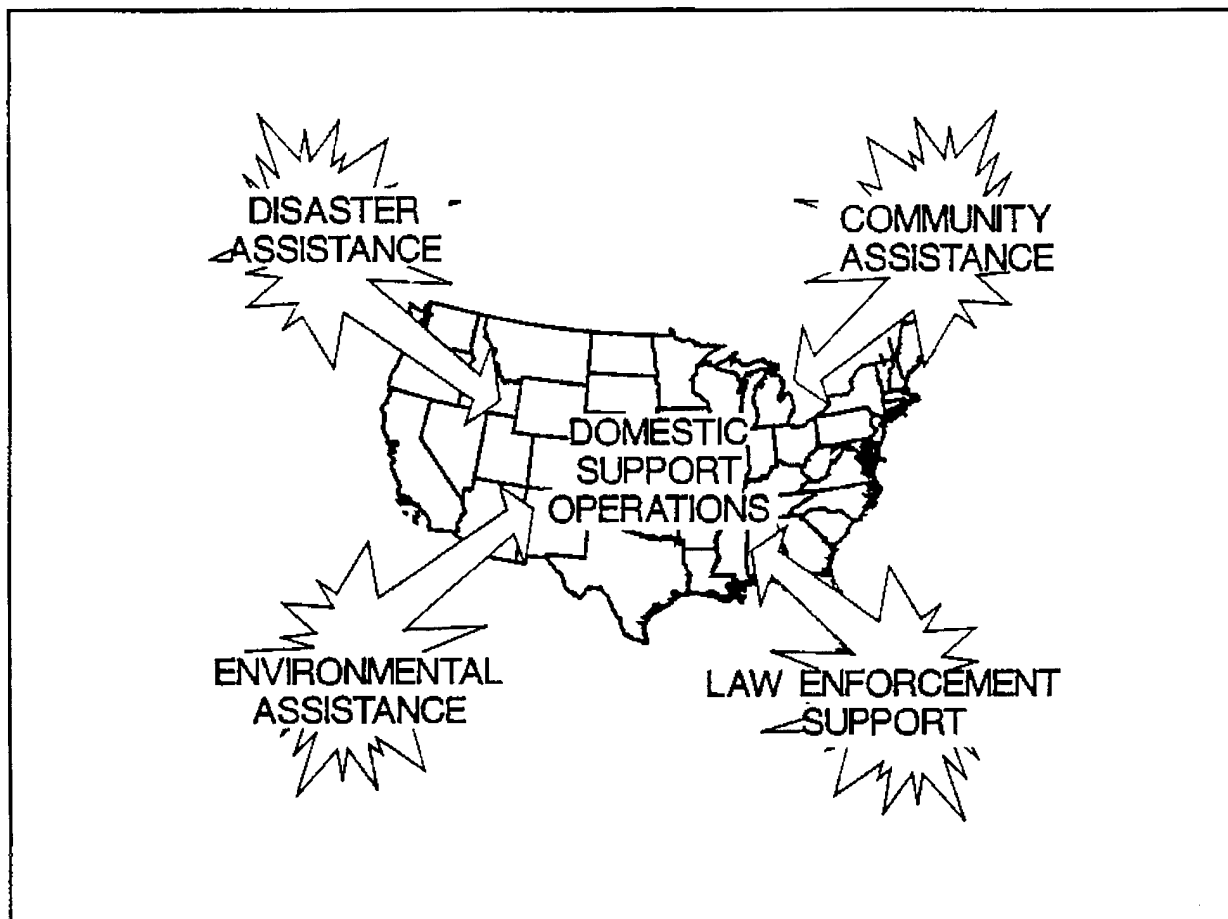 DISASTER
ASSISTANCE
COMMUNITY
ASSISTANCE
DOMESTIC
SUPPORT
OPERATIONS
ENVIRONMENTAL
ASSISTANCE
LAW ENFORCEMENT
SUPPORT